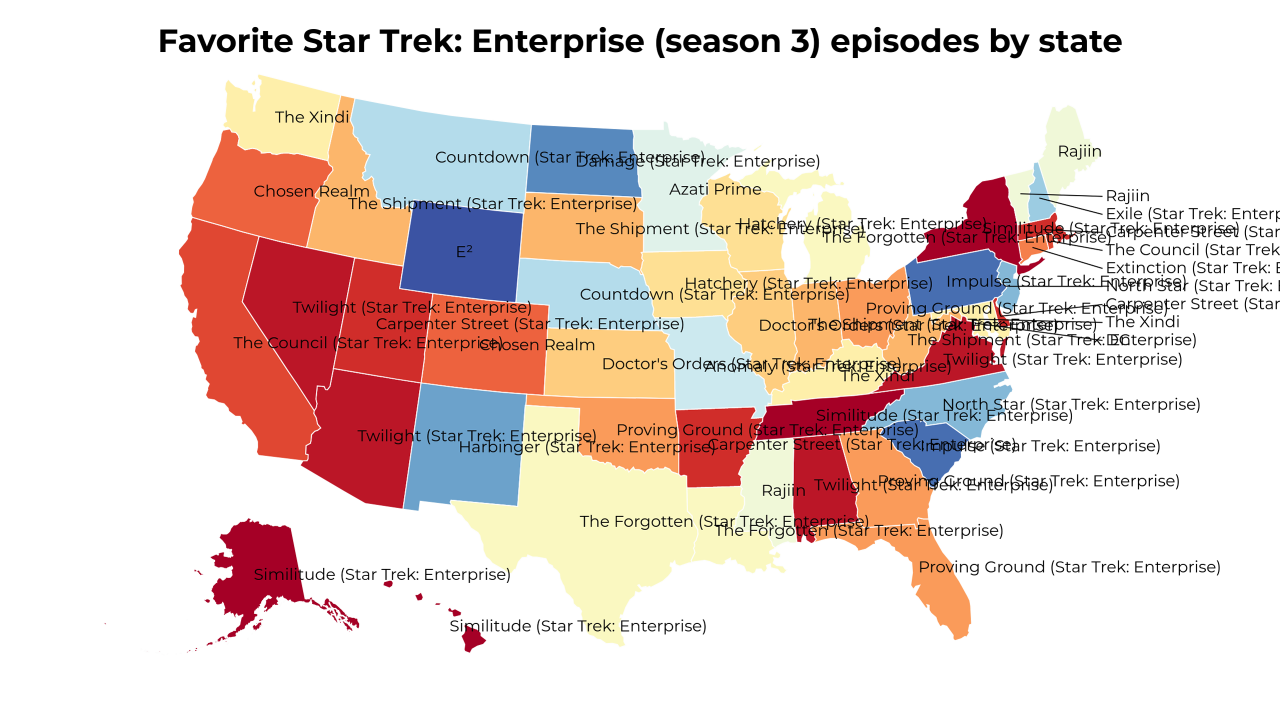 Favorite Star Trek: Enterprise (season 3) episodes by state
The Xindi
Rajiin
Countdown (Star Trek: Enterprise)
Damage (Star Trek: Enterprise)
Chosen Realm
Azati Prime
The Shipment (Star Trek: Enterprise)
Rajiin
Exile (Star Trek: Enterp
Hatchery (Star Trek: Enterprise)
The Shipment (Star Trek: Enterprise)
Similitude (Star Trek: Enterprise)
Carpenter Street (Star
The Forgotten (Star Trek: Enterprise)
E²
The Council (Star Trek
Extinction (Star Trek: E
Hatchery (Star Trek: Enterprise)
Impulse (Star Trek: Enterprise)
North Star (Star Trek: E
Countdown (Star Trek: Enterprise)
Twilight (Star Trek: Enterprise)
Proving Ground (Star Trek: Enterprise)
Carpenter Street (Star
Carpenter Street (Star Trek: Enterprise)
Doctor's Orders (Star Trek: Enterprise)
The Shipment (Star Trek: Enterprise)
The Xindi
The Council (Star Trek: Enterprise)
Chosen Realm
The Shipment (Star Trek: Enterprise)
DC
Twilight (Star Trek: Enterprise)
Doctor's Orders (Star Trek: Enterprise)
Anomaly (Star Trek: Enterprise)
The Xindi
North Star (Star Trek: Enterprise)
Similitude (Star Trek: Enterprise)
Proving Ground (Star Trek: Enterprise)
Twilight (Star Trek: Enterprise)
Harbinger (Star Trek: Enterprise)
Carpenter Street (Star Trek: Enterprise)
Impulse (Star Trek: Enterprise)
Rajiin
Twilight (Star Trek: Enterprise)
Proving Ground (Star Trek: Enterprise)
The Forgotten (Star Trek: Enterprise)
The Forgotten (Star Trek: Enterprise)
Proving Ground (Star Trek: Enterprise)
Similitude (Star Trek: Enterprise)
Similitude (Star Trek: Enterprise)